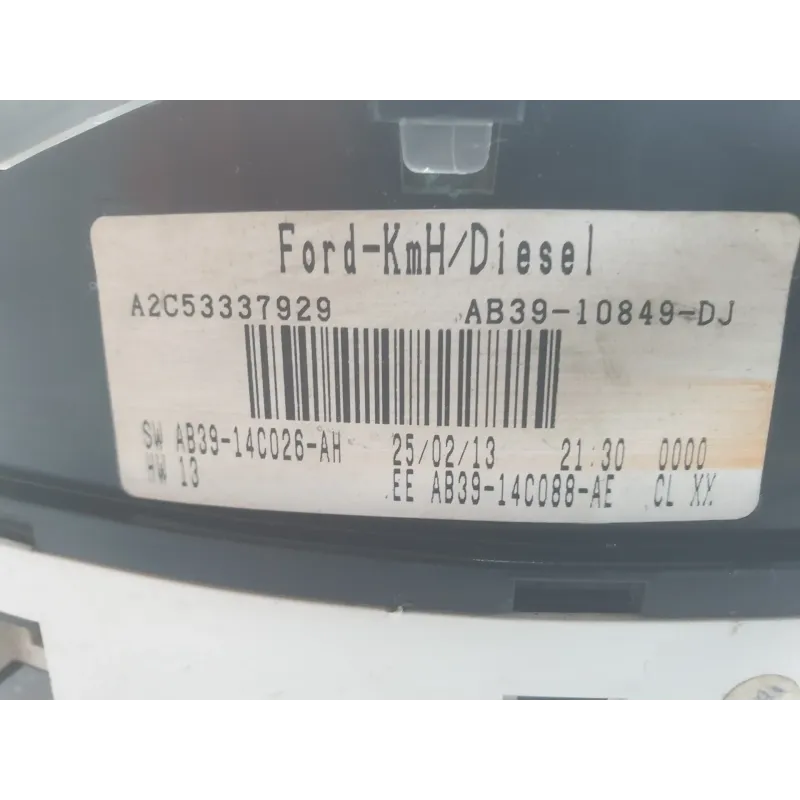 Ford-KmH/Diesel
A2C53337929 AB39-10849-DJ
SW AB39-14C026-AH 25/02/13 21:30 0000
HW 13 EE AB39-14C088-AE CL XX